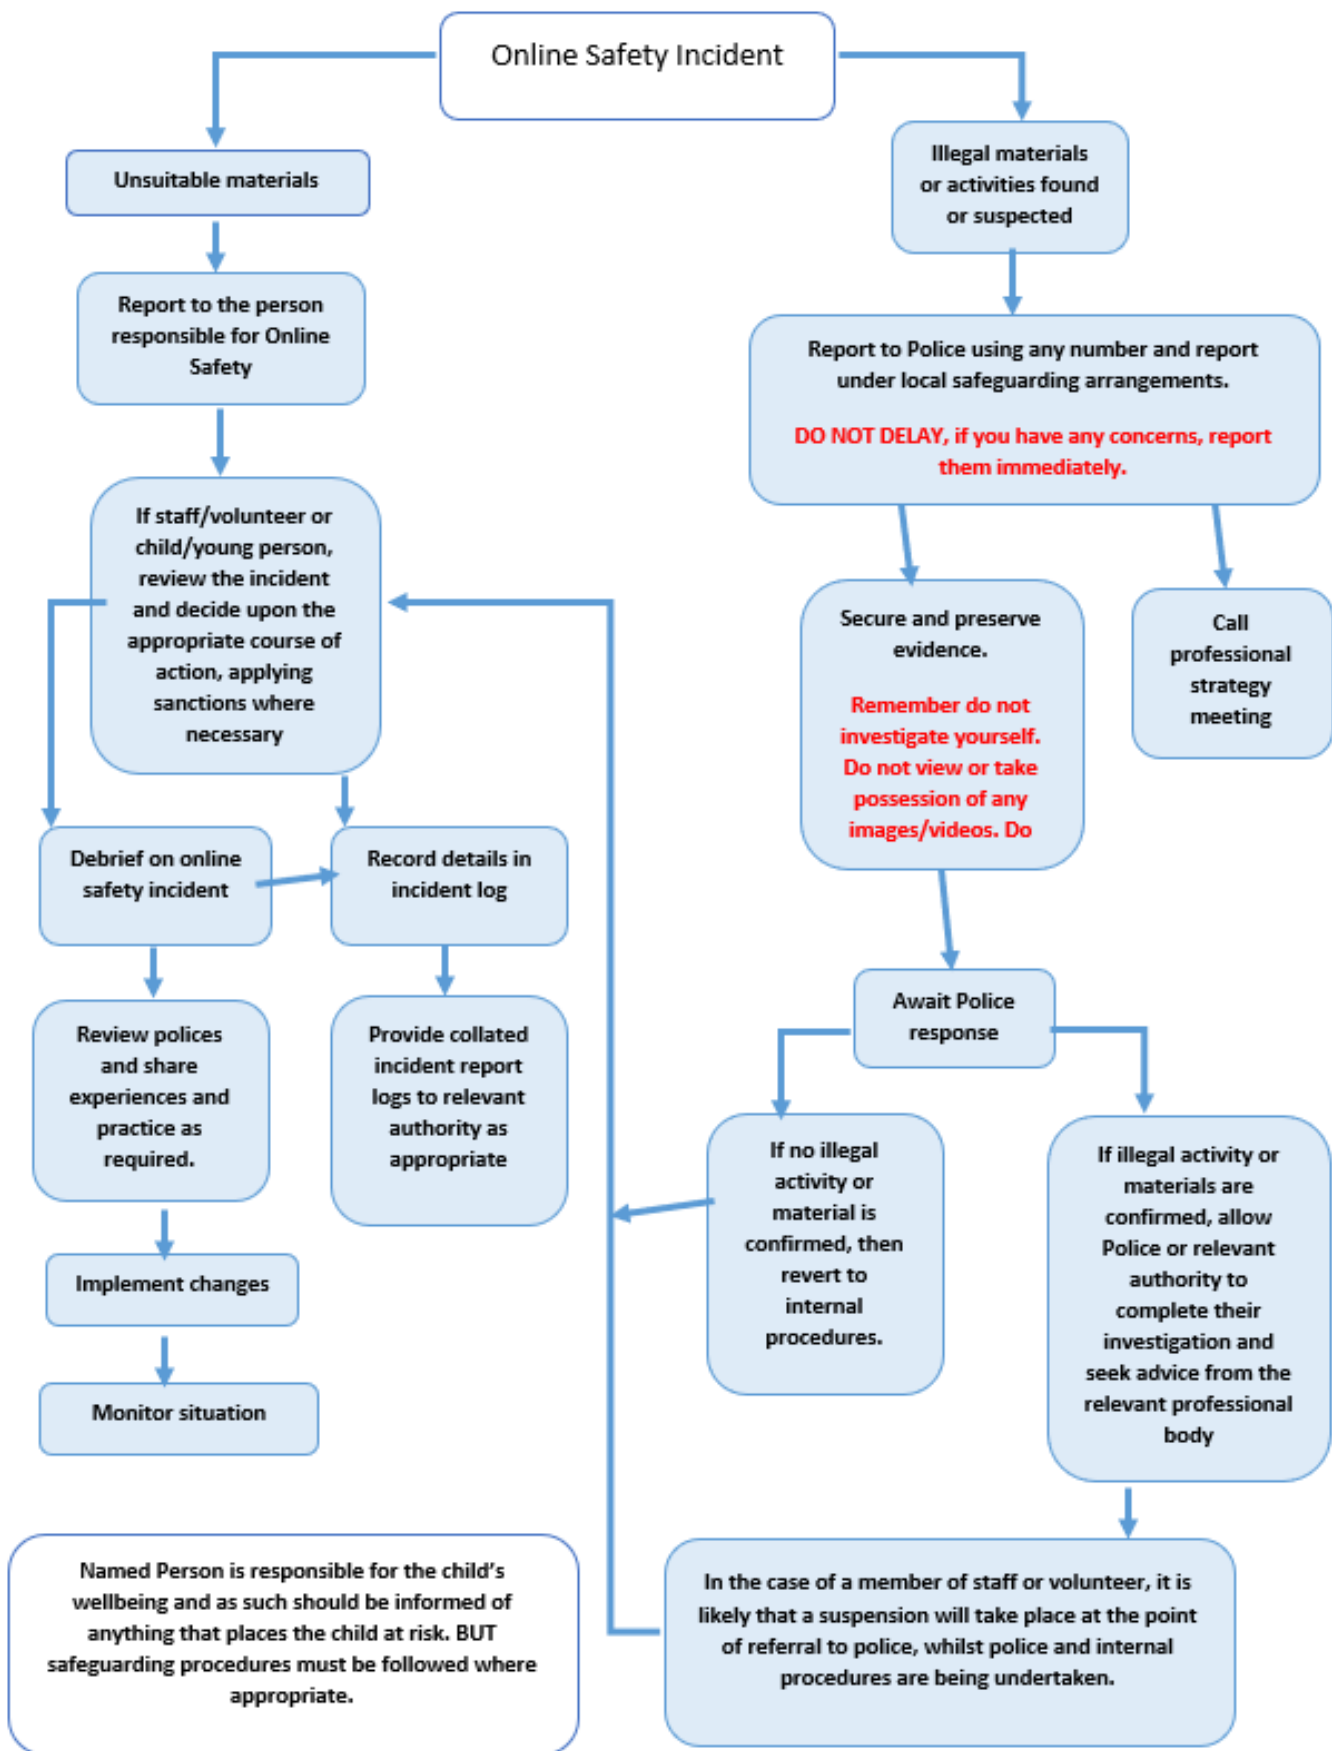 Online Safety Incident
Unsuitable materials
Illegal materials
or activities found
or suspected
Report to the person
responsible for Online
Safety
Report to Police using any number and report
under local safeguarding arrangements.
DO NOT DELAY, if you have any concerns, report
them immediately.
If staff/volunteer or
child/young person,
review the incident
and decide upon the
appropriate course of
action, applying
sanctions where
necessary
Secure and preserve
evidence.
Remember do not
investigate yourself.
Do not view or take
possession of any
images/videos. Do
Call
professional
strategy
meeting
Debrief on online
safety incident
Record details in
incident log
Review polices
and share
experiences and
practice as
required.
Provide collated
incident report
logs to relevant
authority as
appropriate
Await Police
response
If no illegal
activity or
material is
confirmed, then
revert to
internal
procedures.
If illegal activity or
materials are
confirmed, allow
Police or relevant
authority to
complete their
investigation and
seek advice from the
relevant professional
body
Implement changes
Monitor situation
Named Person is responsible for the child's
wellbeing and as such should be informed of
anything that places the child at risk. BUT
safeguarding procedures must be followed where
appropriate.
In the case of a member of staff or volunteer, it is
likely that a suspension will take place at the point
of referral to police, whilst police and internal
procedures are being undertaken.